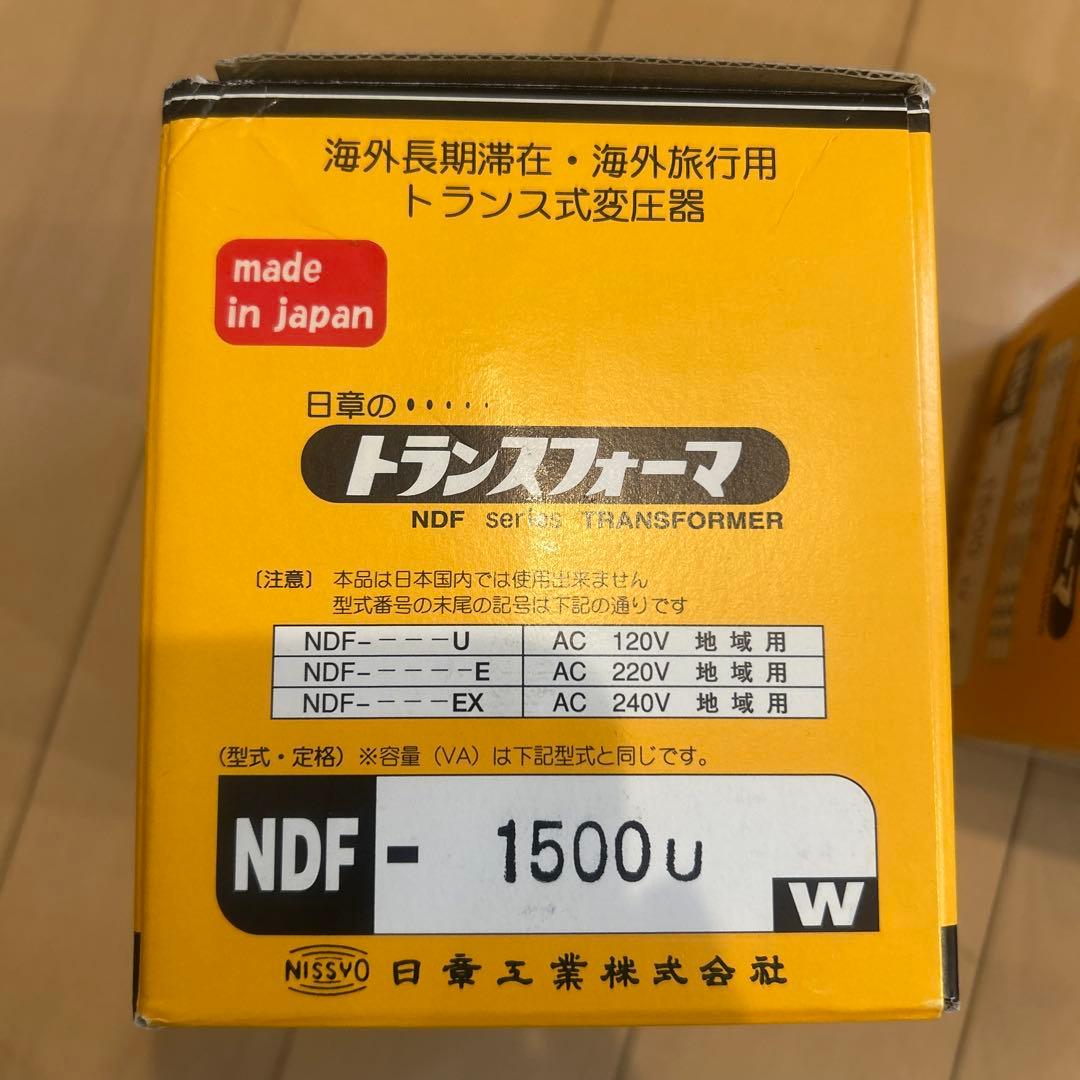 海外長期滞在・海外旅行用
トランス式変圧器
made
in japan
日章の・・・・・
トランスフォーマ
NDF series TRANSFORMER
〔注意〕 本品は日本国内では使用出来ません
型式番号の末尾の記号は下記の通りです
NDF-----U AC 120V 地域用
NDF-----E AC 220V 地域用
NDF-----EX AC 240V 地域用
(型式・定格) ※容量(VA)は下記型式と同じです。
NDF- 1500U
W
NISSYO 日章工業株式会社